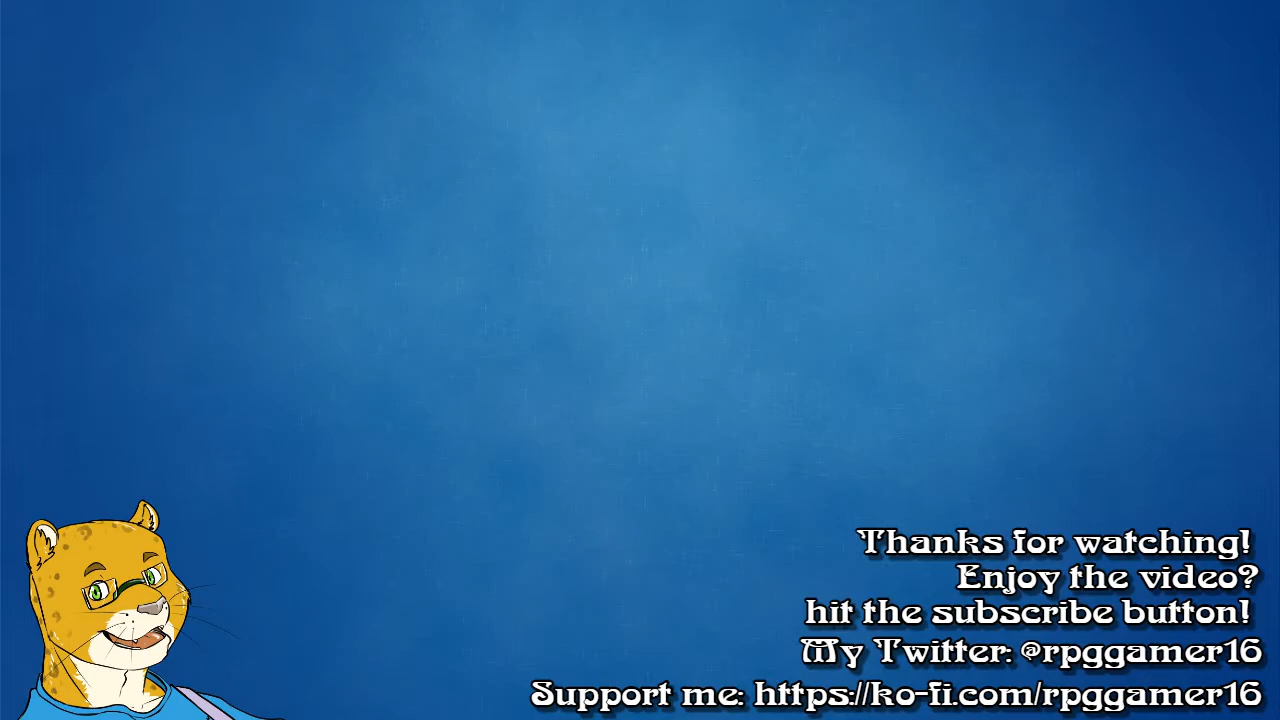 Thanks for watching!
Enjoy the video?
hit the subscribe button!
My Twitter: @rpggamer16
Support me: https://ko-fi.com/rpggamer16